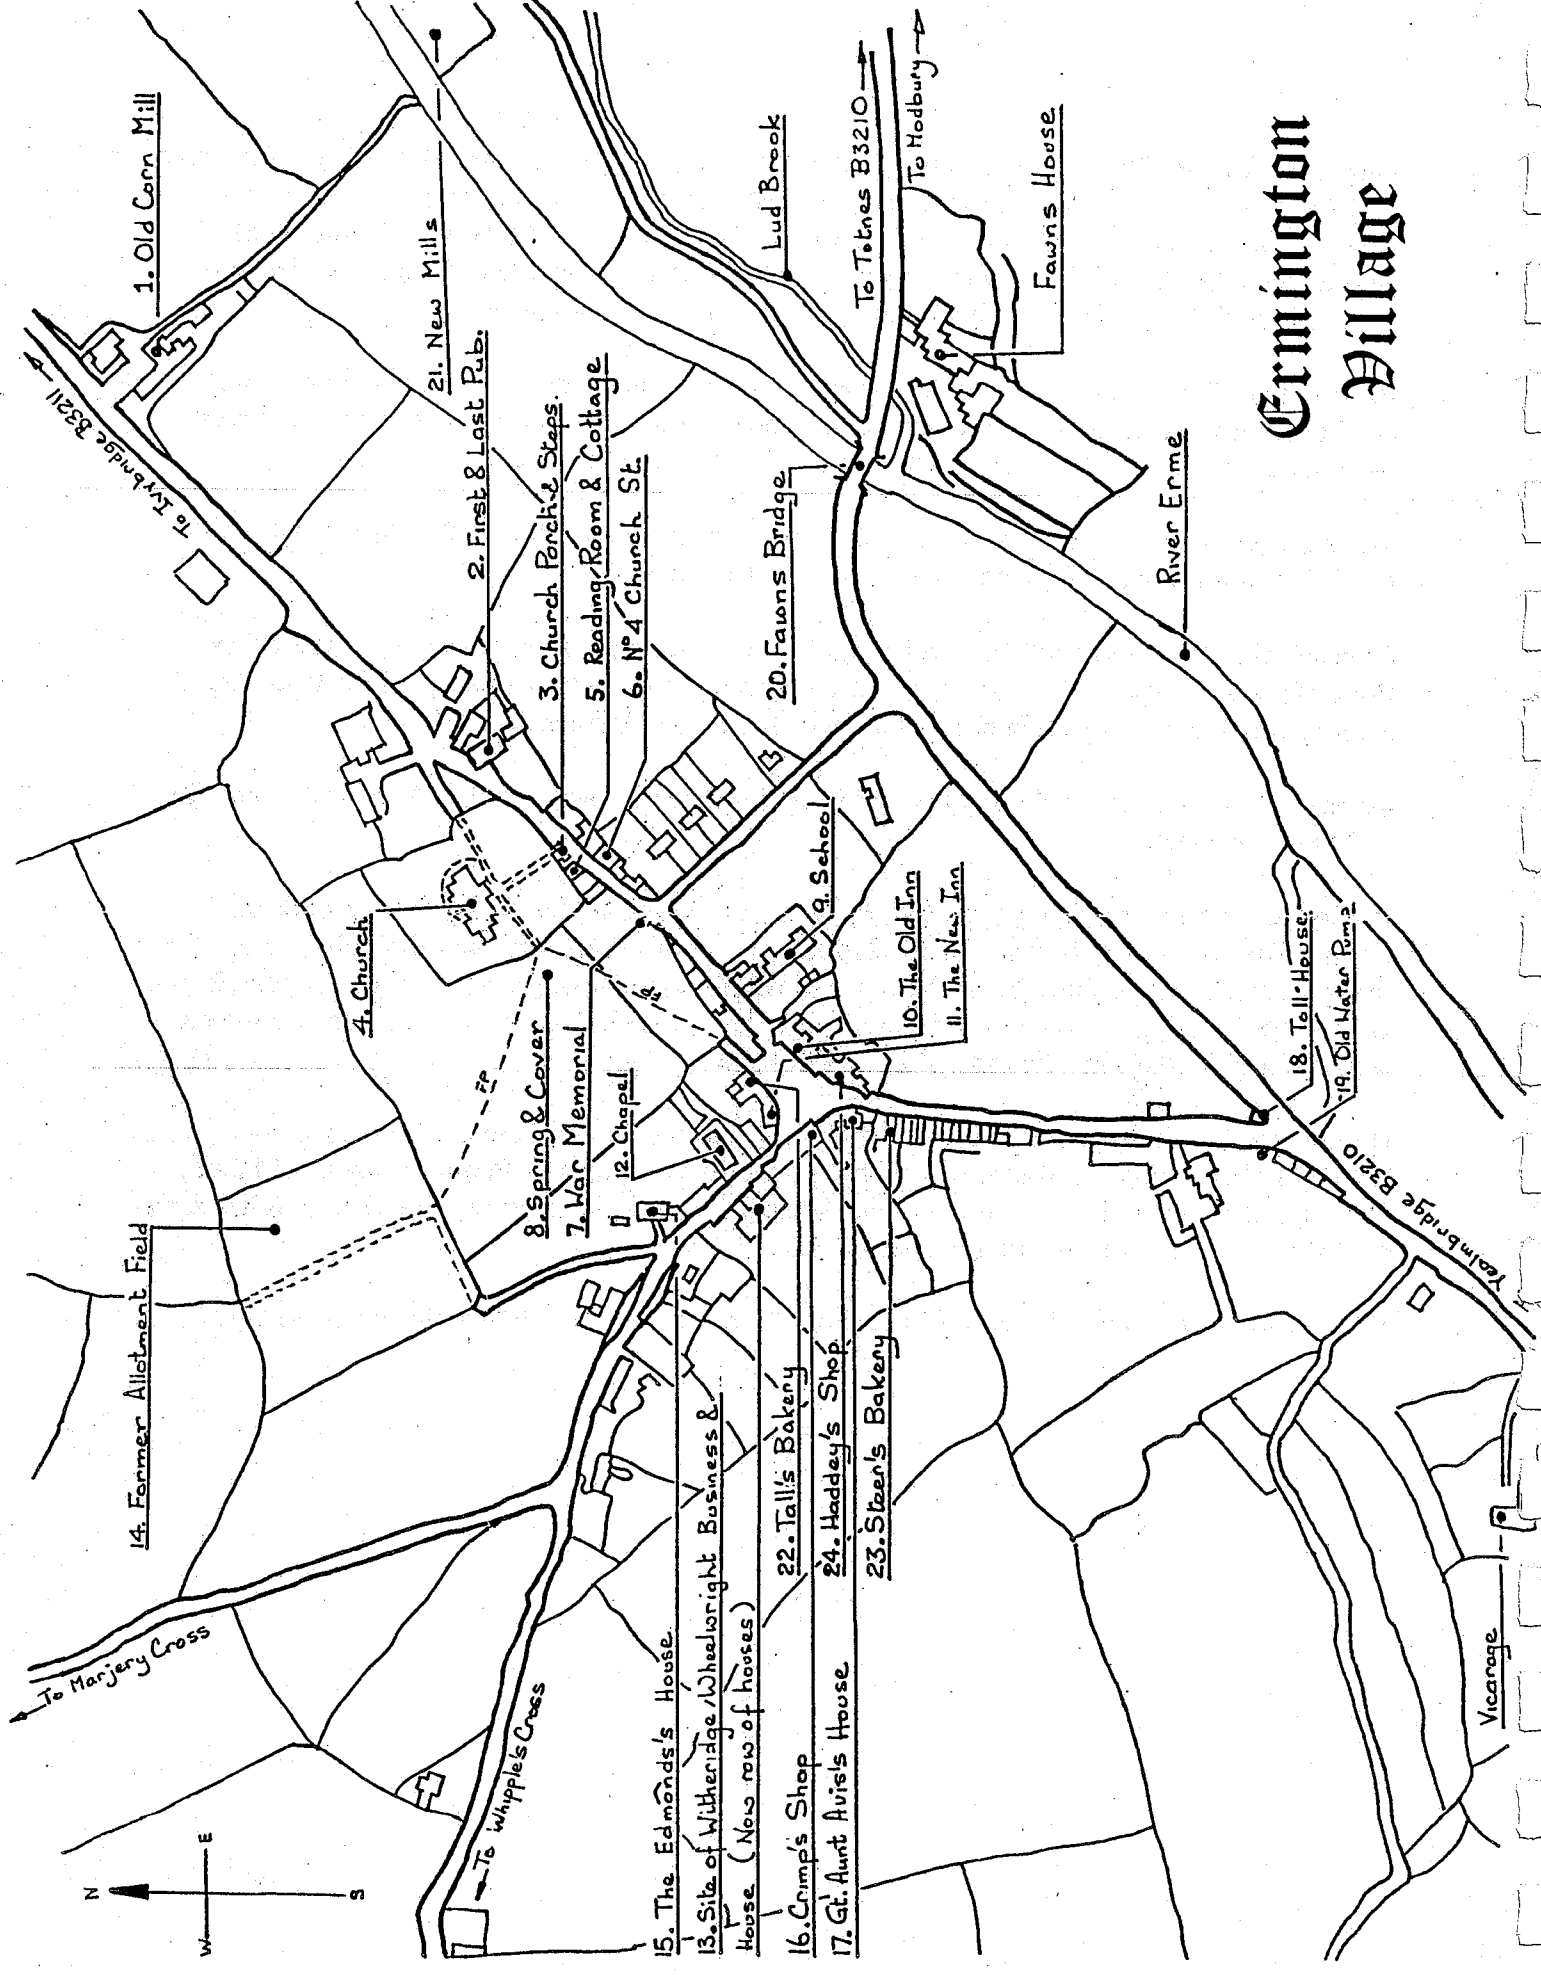 14. Former Allotment Field
4. Church
1. Old Corn Mill
To Ivybridge B3211
21. New Mills
2. First & Last Pub.
3. Church Porch & Steps.
5. Reading Room & Cottage
6. Nº 4 Church St.
8. Spring & Cover
7. War Memorial
12. Chapel
FP
FP
20. Fawns Bridge
Lud Brook
To Totnes B3210
To Modbury
Fawns House
9. School
10. The Old Inn
11. The New Inn
River Erme
18. Toll House
19. Old Water Pump
Yealmbridge B3210
N
W
E
S
To Marjery Cross
To Whipple's Cross
15. The Edmonds's House
13. Site of Witheridge Wheelwright Business &
House (Now row of houses)
22. Tall's Bakery
16. Crimp's Shop
24. Haddey's Shop
17. Gt. Aunt Avis's House
23. Steer's Bakery
Vicarage
Ermington
Village